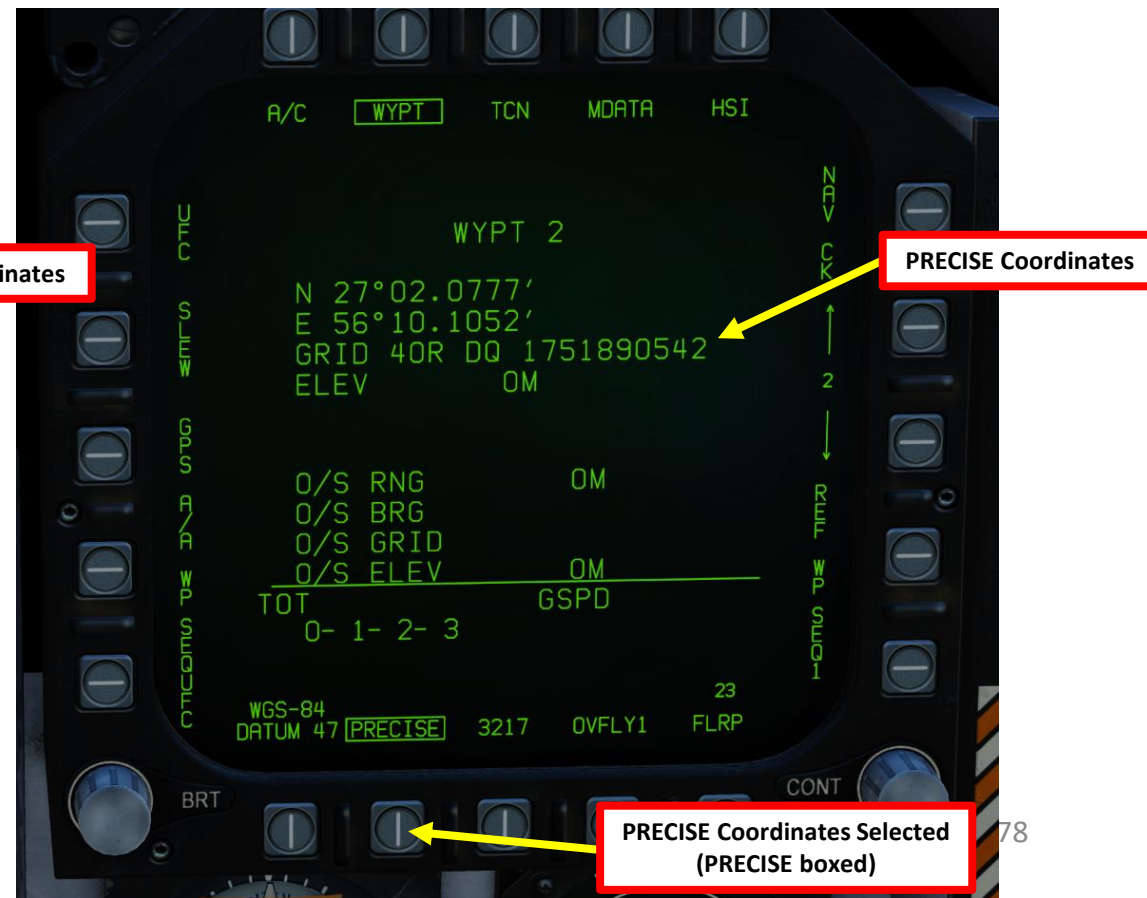 A/C WYPT TCN MDATA HSI
UFC
NAV CK
WYPT 2
inates
PRECISE Coordinates
N 27°02.0777′
E 56°10.1052′
GRID 40R DQ 1751890542
ELEV 0M
SLEW
2
GPS
O/S RNG 0M
O/S BRG
O/S GRID
O/S ELEV 0M
A/A WP
REF WP
TOT GSPD
0- 1- 2- 3
SEQUFC
SEQ1
WGS-84 23
DATUM 47 PRECISE 3217 OVFLY1 FLRP
BRT CONT
PRECISE Coordinates Selected
(PRECISE boxed)
78